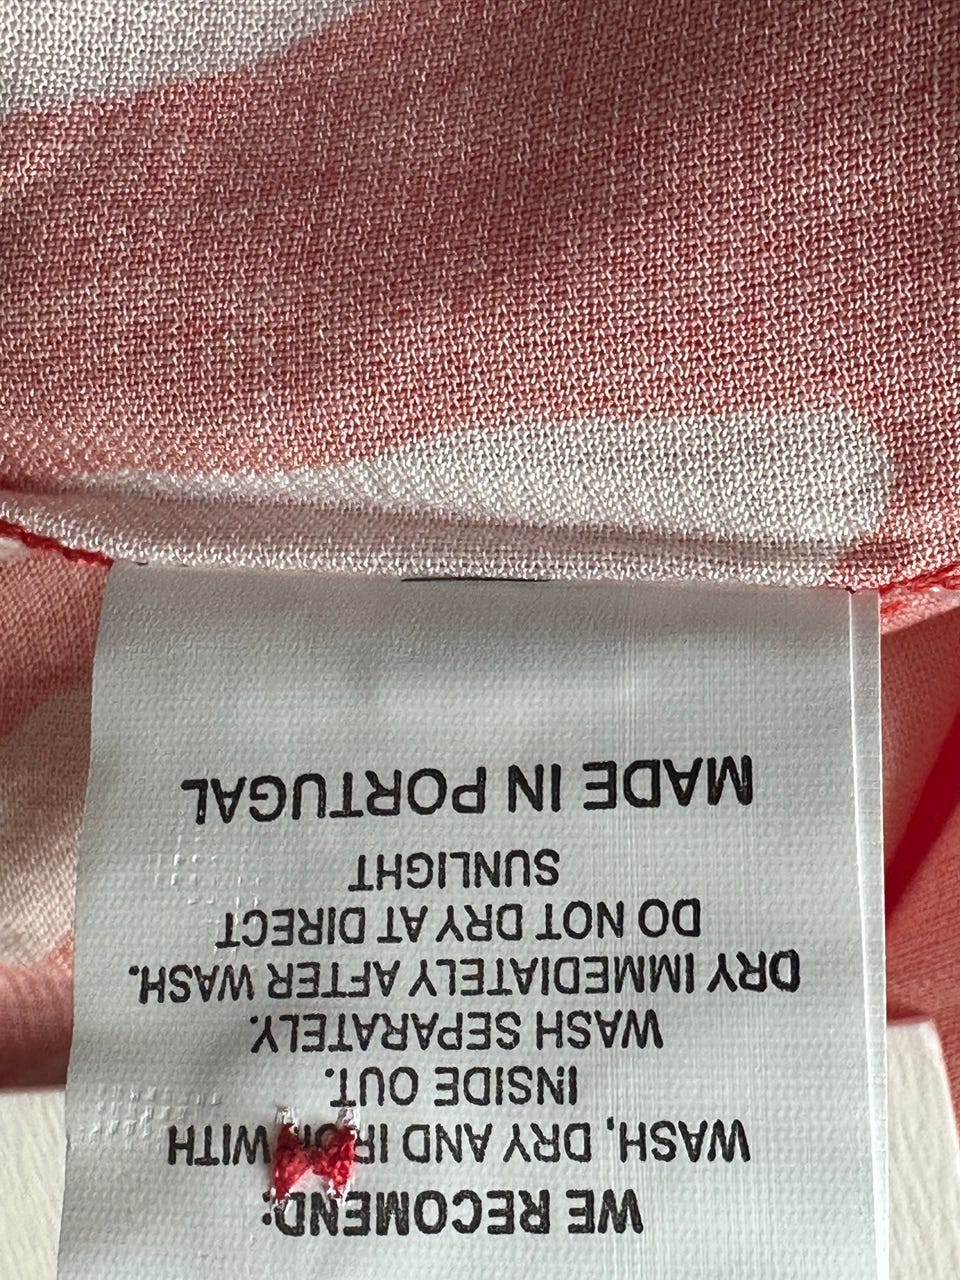 WE RECOMEND:
WASH, DRY AND IRON WITH
INSIDE OUT.
WASH SEPARATELY.
DRY IMMEDIATELY AFTER WASH.
DO NOT DRY AT DIRECT
SUNLIGHT
MADE IN PORTUGAL